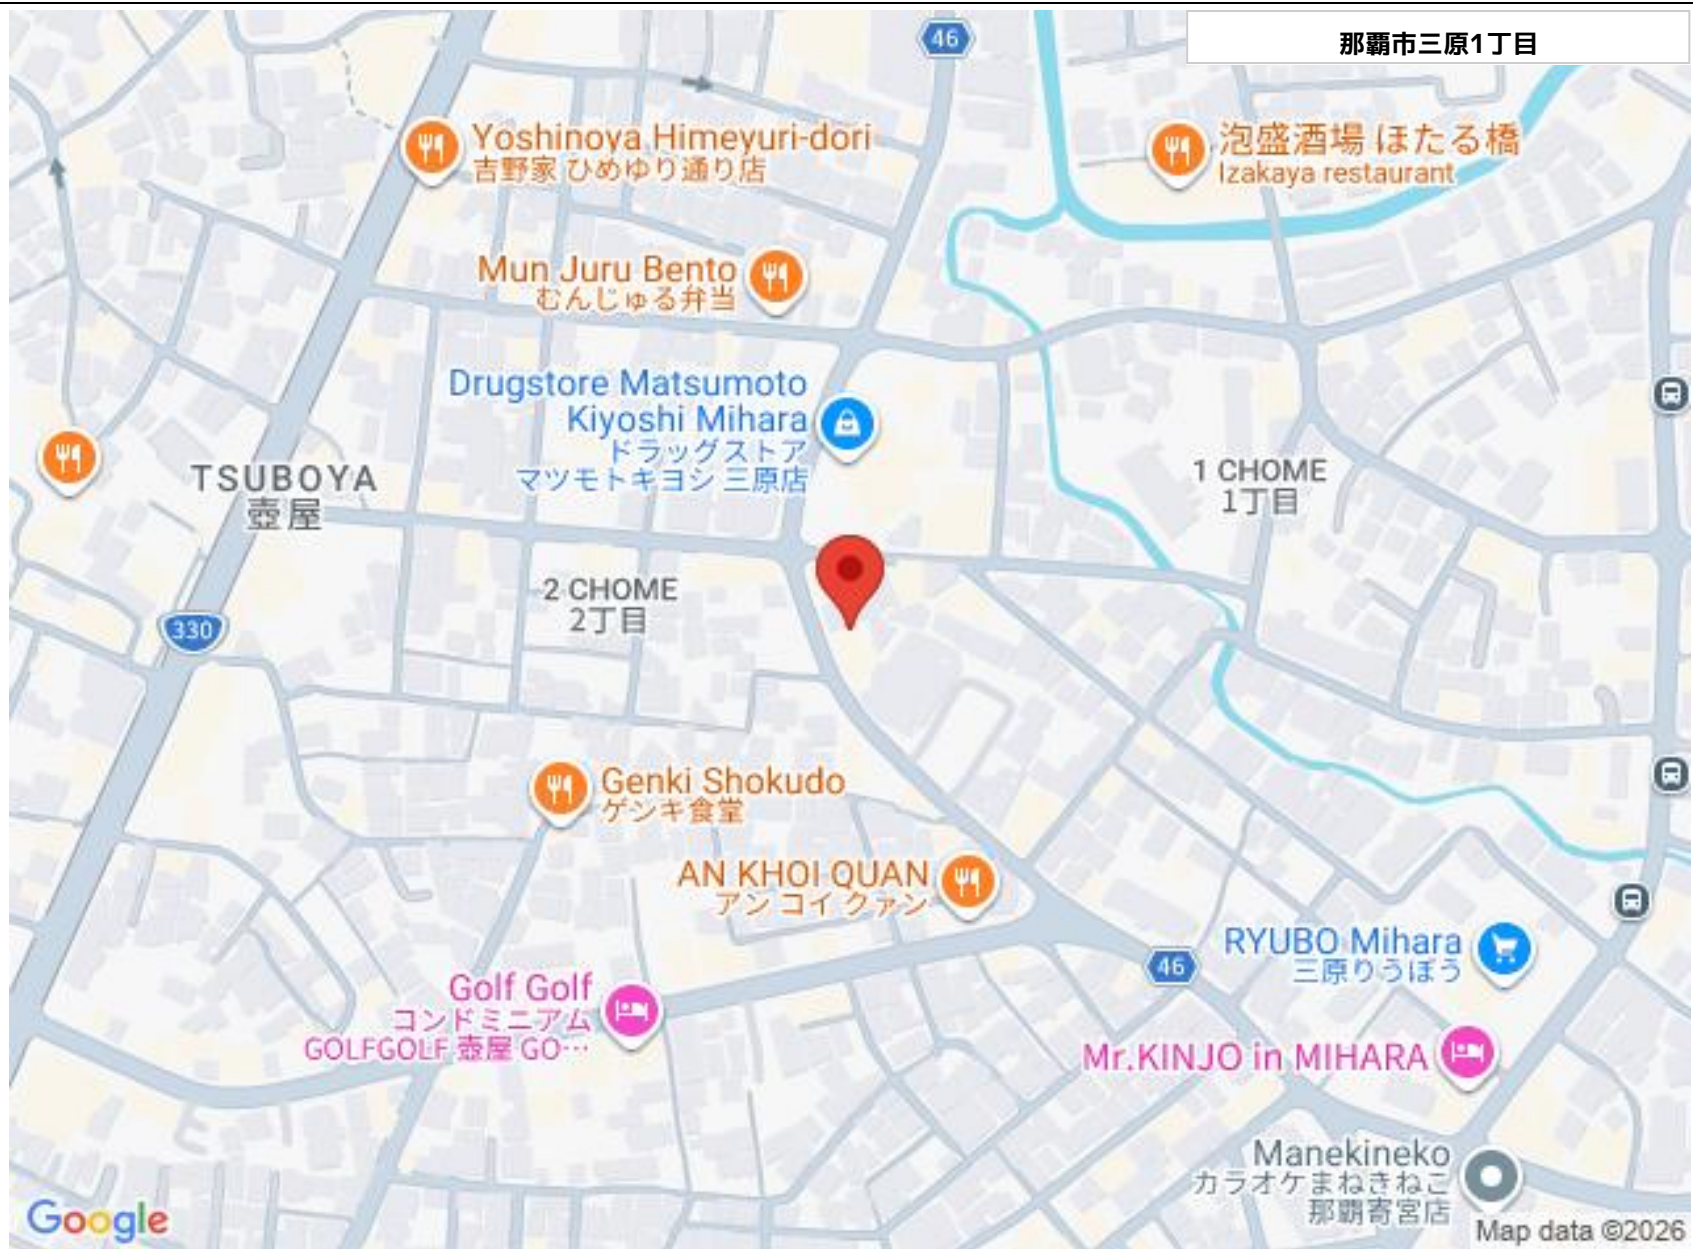 那覇市三原1丁目
46
Yoshinoya Himeyuri-dori
吉野家 ひめゆり通り店
泡盛酒場 ほたる橋
Izakaya restaurant
Mun Juru Bento
むんじゅる弁当
Drugstore Matsumoto
Kiyoshi Mihara
ドラッグストア
マツモトキヨシ 三原店
TSUBOYA
壺屋
1 CHOME
1丁目
2 CHOME
2丁目
330
Genki Shokudo
ゲンキ食堂
AN KHOI QUAN
アン コイ クァン
RYUBO Mihara
三原りうぼう
46
Golf Golf
コンドミニアム
GOLFGOLF 壺屋 GO…
Mr.KINJO in MIHARA
Manekineko
カラオケまねきねこ
那覇寄宮店
Google
Map data ©2026